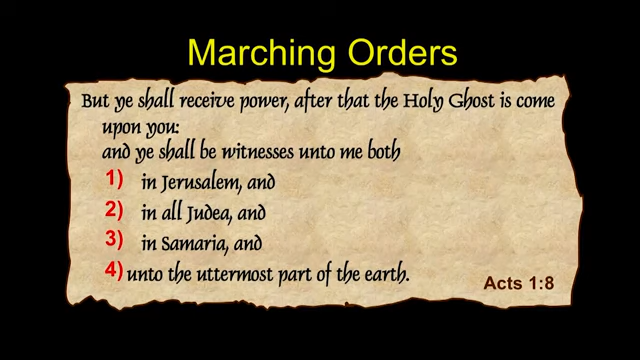 Marching Orders
But ye shall receive power, after that the Holy Ghost is come
upon you:
and ye shall be witnesses unto me both
1) in Jerusalem, and
2) in all Judea, and
3) in Samaria, and
4) unto the uttermost part of the earth.
Acts 1:8